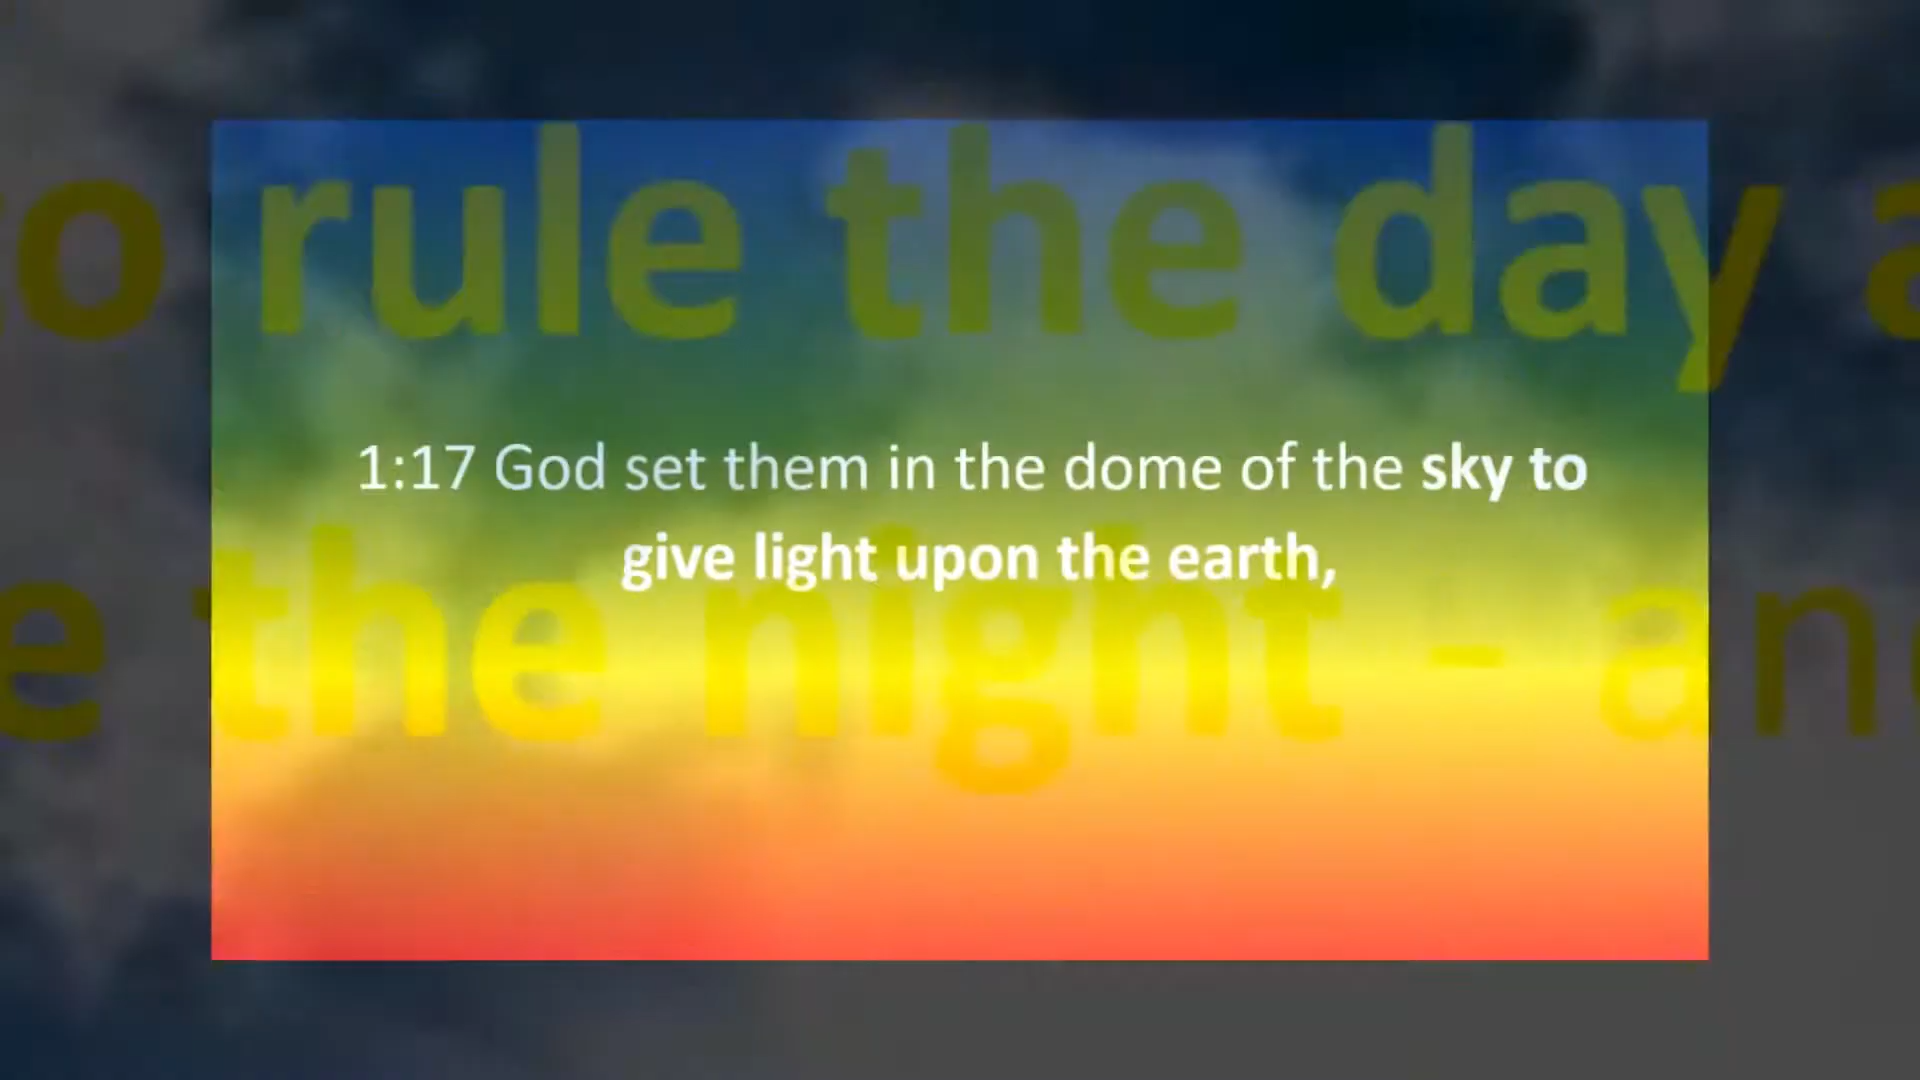 to rule the day a
1:17 God set them in the dome of the sky to
give light upon the earth,
e the night - an